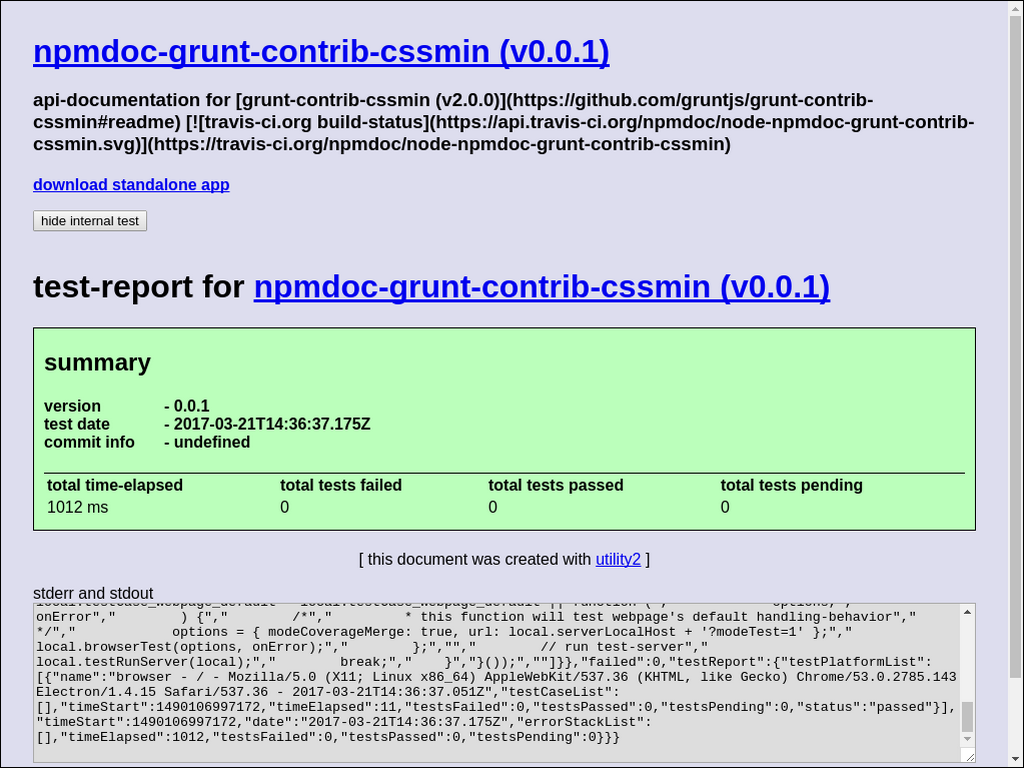 npmdoc-grunt-contrib-cssmin (v0.0.1)
api-documentation for [grunt-contrib-cssmin (v2.0.0)](https://github.com/gruntjs/grunt-contrib-
cssmin#readme) [![travis-ci.org build-status](https://api.travis-ci.org/npmdoc/node-npmdoc-grunt-contrib-
cssmin.svg)](https://travis-ci.org/npmdoc/node-npmdoc-grunt-contrib-cssmin)
download standalone app
hide internal test
test-report for npmdoc-grunt-contrib-cssmin (v0.0.1)
summary
version - 0.0.1
test date - 2017-03-21T14:36:37.175Z
commit info - undefined
total time-elapsed total tests failed total tests passed total tests pending
1012 ms 0 0 0
[ this document was created with utility2 ]
stderr and stdout
onError","        ) {","        /*","         * this function will test webpage's default handling-behavior","
*/","            options = { modeCoverageMerge: true, url: local.serverLocalHost + '?modeTest=1' };","
local.browserTest(options, onError);","        };","","        // run test-server","
local.testRunServer(local);","        break;","    }","}());",""]}},"failed":0,"testReport":{"testPlatformList":
[{"name":"browser - / - Mozilla/5.0 (X11; Linux x86_64) AppleWebKit/537.36 (KHTML, like Gecko) Chrome/53.0.2785.143
Electron/1.4.15 Safari/537.36 - 2017-03-21T14:36:37.051Z","testCaseList":
[],"timeStart":1490106997172,"timeElapsed":11,"testsFailed":0,"testsPassed":0,"testsPending":0,"status":"passed"}],
"timeStart":1490106997172,"date":"2017-03-21T14:36:37.175Z","errorStackList":
[],"timeElapsed":1012,"testsFailed":0,"testsPassed":0,"testsPending":0}}}